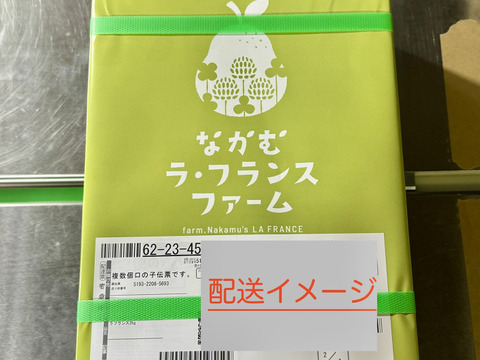 なかむ
ラ・フランス
ファーム
farm.Nakamu's LA FRANCE
62-23-45
複数個口の子伝票です。
5193-2208-5693
配送イメージ